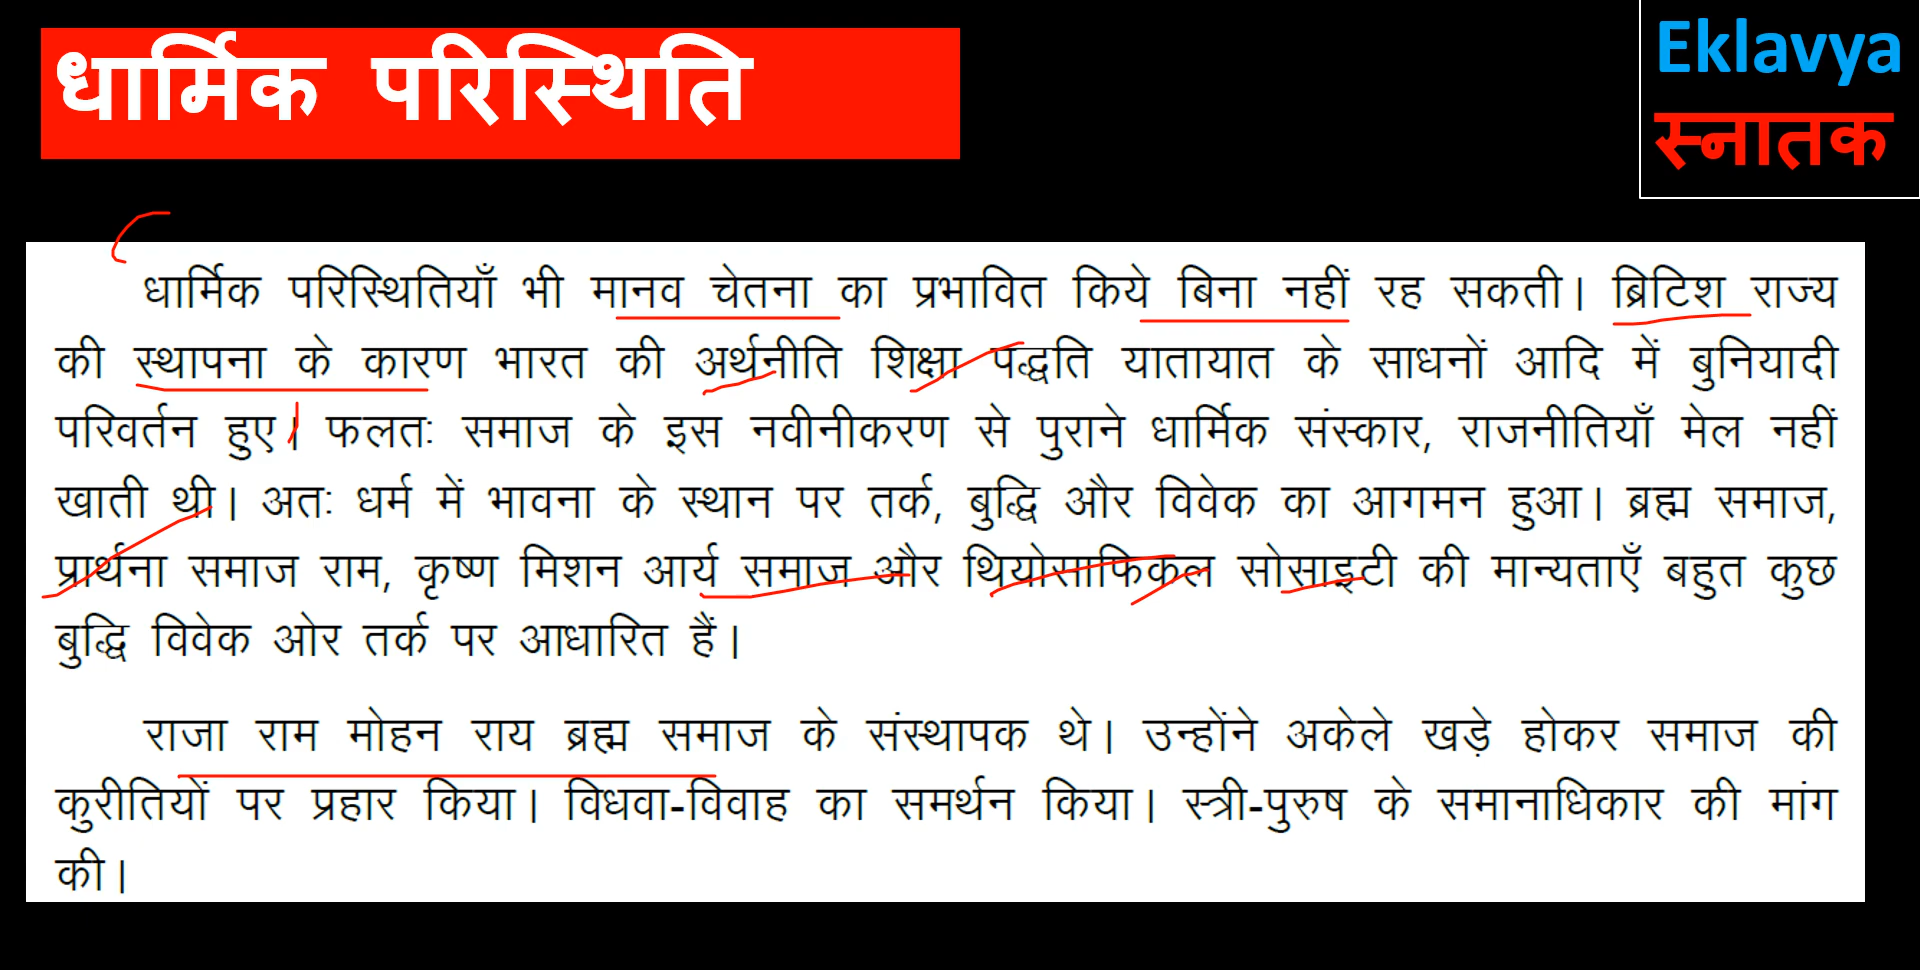 धार्मिक परिस्थिति
Eklavya
स्नातक
धार्मिक परिस्थितियाँ भी मानव चेतना का प्रभावित किये बिना नहीं रह सकती। ब्रिटिश राज्य
की स्थापना के कारण भारत की अर्थनीति शिक्षा पद्धति यातायात के साधनों आदि में बुनियादी
परिवर्तन हुए। फलतः समाज के इस नवीनीकरण से पुराने धार्मिक संस्कार, राजनीतियाँ मेल नहीं
खाती थी। अतः धर्म में भावना के स्थान पर तर्क, बुद्धि और विवेक का आगमन हुआ। ब्रह्म समाज,
प्रार्थना समाज राम, कृष्ण मिशन आर्य समाज और थियोसाफिकल सोसाइटी की मान्यताएँ बहुत कुछ
बुद्धि विवेक ओर तर्क पर आधारित हैं।
राजा राम मोहन राय ब्रह्म समाज के संस्थापक थे। उन्होंने अकेले खड़े होकर समाज की
कुरीतियों पर प्रहार किया। विधवा-विवाह का समर्थन किया। स्त्री-पुरुष के समानाधिकार की मांग
की।